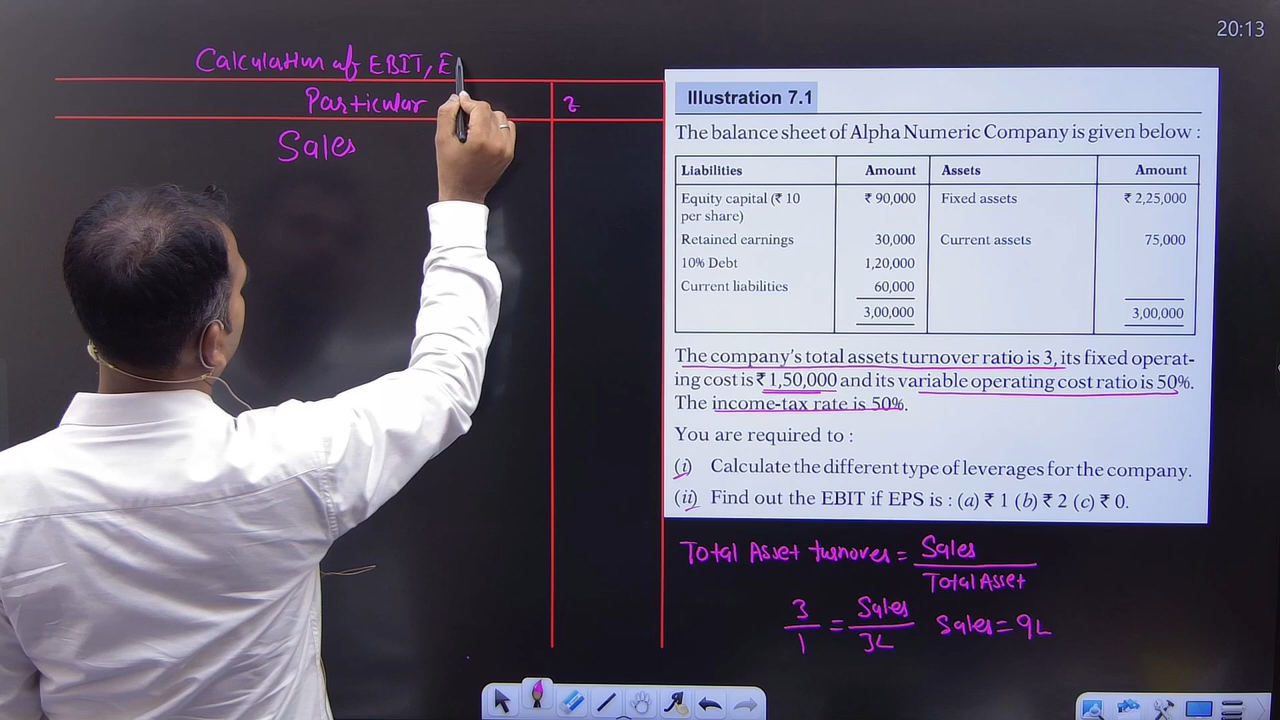 20:13
Calculation of EBIT, E
Particular ₹
Sales
Illustration 7.1
The balance sheet of Alpha Numeric Company is given below :
Liabilities Amount Assets Amount
Equity capital (₹ 10 per share) ₹ 90,000 Fixed assets ₹ 2,25,000
Retained earnings 30,000 Current assets 75,000
10% Debt 1,20,000
Current liabilities 60,000
3,00,000 3,00,000
The company's total assets turnover ratio is 3, its fixed operat-
ing cost is ₹ 1,50,000 and its variable operating cost ratio is 50%.
The income-tax rate is 50%.
You are required to :
(i) Calculate the different type of leverages for the company.
(ii) Find out the EBIT if EPS is : (a) ₹ 1 (b) ₹ 2 (c) ₹ 0.
Total Asset turnover = Sales / Total Asset
3/1 = Sales/3L Sales = 9L